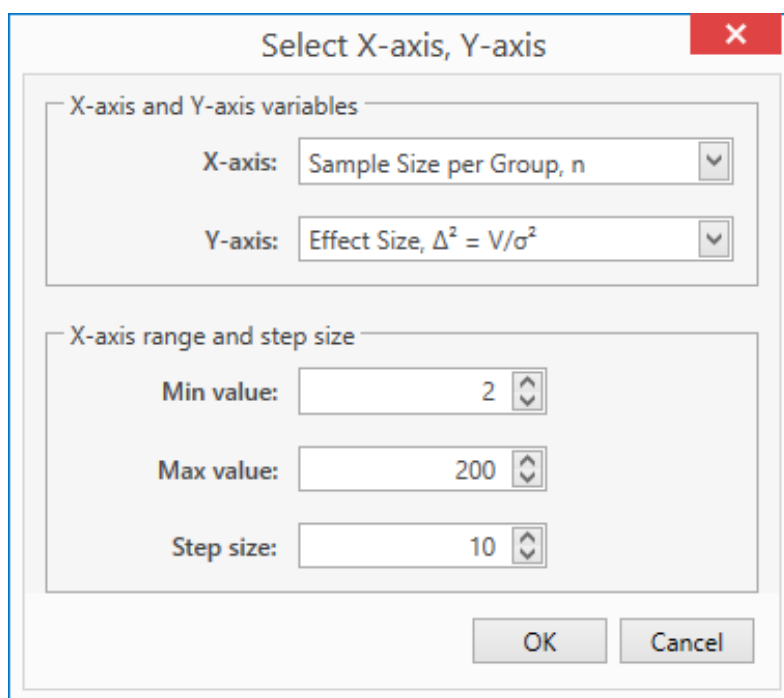 Select X-axis, Y-axis
X-axis and Y-axis variables
X-axis: Sample Size per Group, n
Y-axis: Effect Size, Δ² = V/σ²
X-axis range and step size
Min value: 2
Max value: 200
Step size: 10
OK Cancel